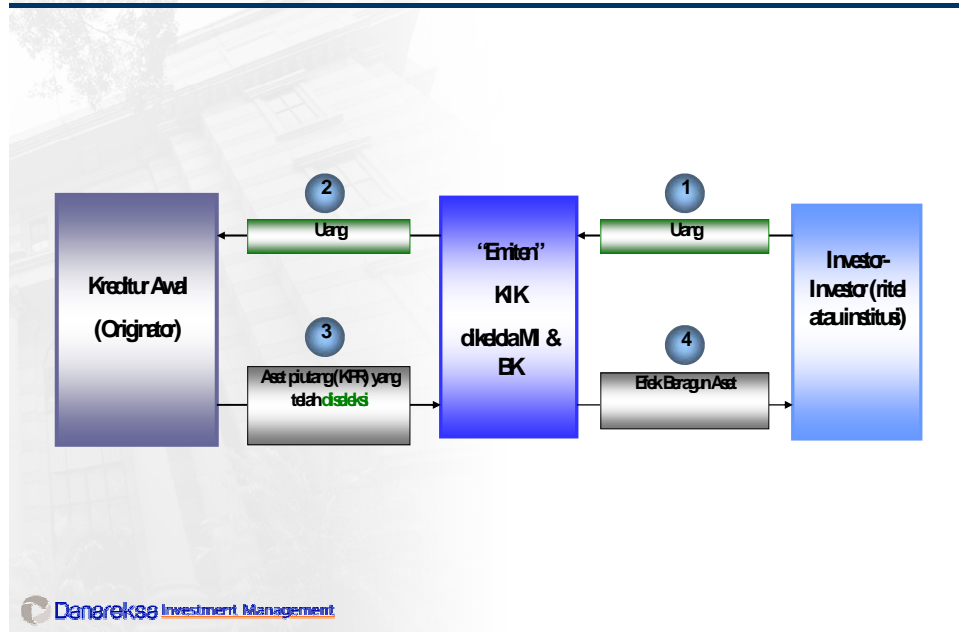 2
1
Uang
Uang
Kreditur Awal
(Originator)
"Emiten"
KIK
dikelola MI &
BK
Investor-
Investor (ritel
atau institusi)
3
4
Aset piutang (KPR) yang
telah diseleksi
Efek Beragun Aset
Danareksa Investment Management